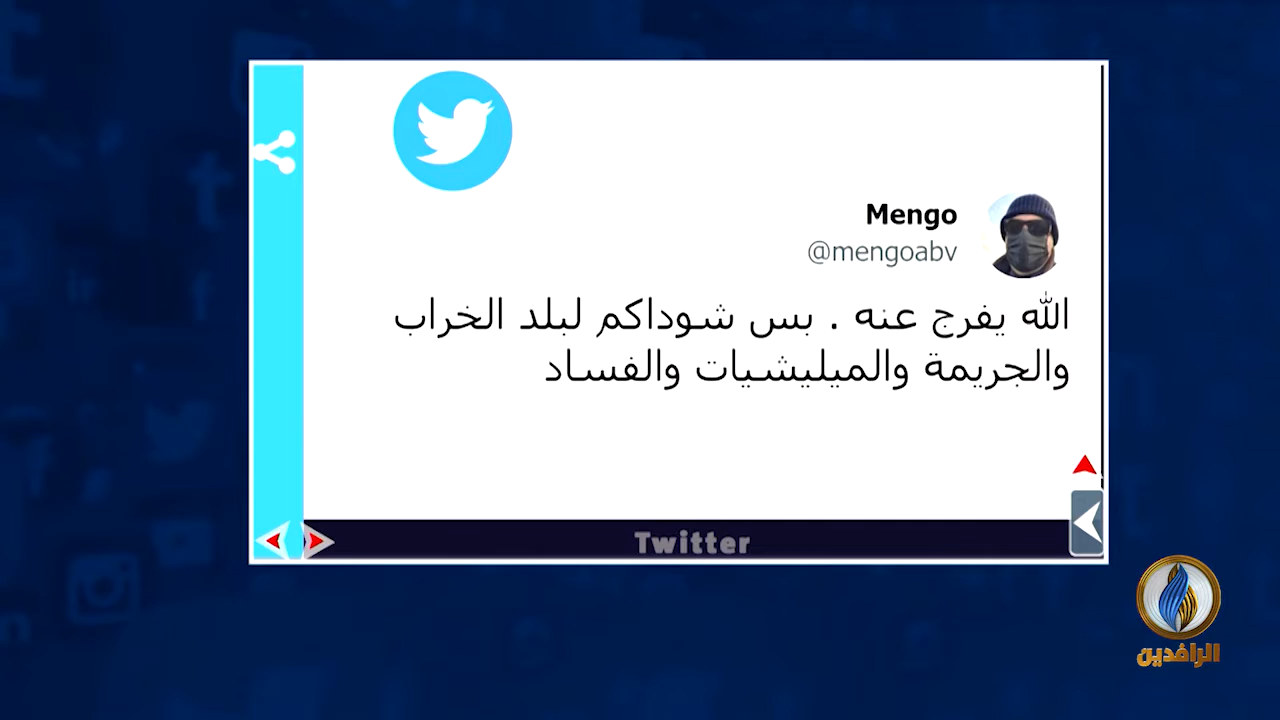 Mengo
@mengoabv
الله يفرج عنه . بس شوداكم لبلد الخراب
والجريمة والميليشيات والفساد
Twitter
الرافدين